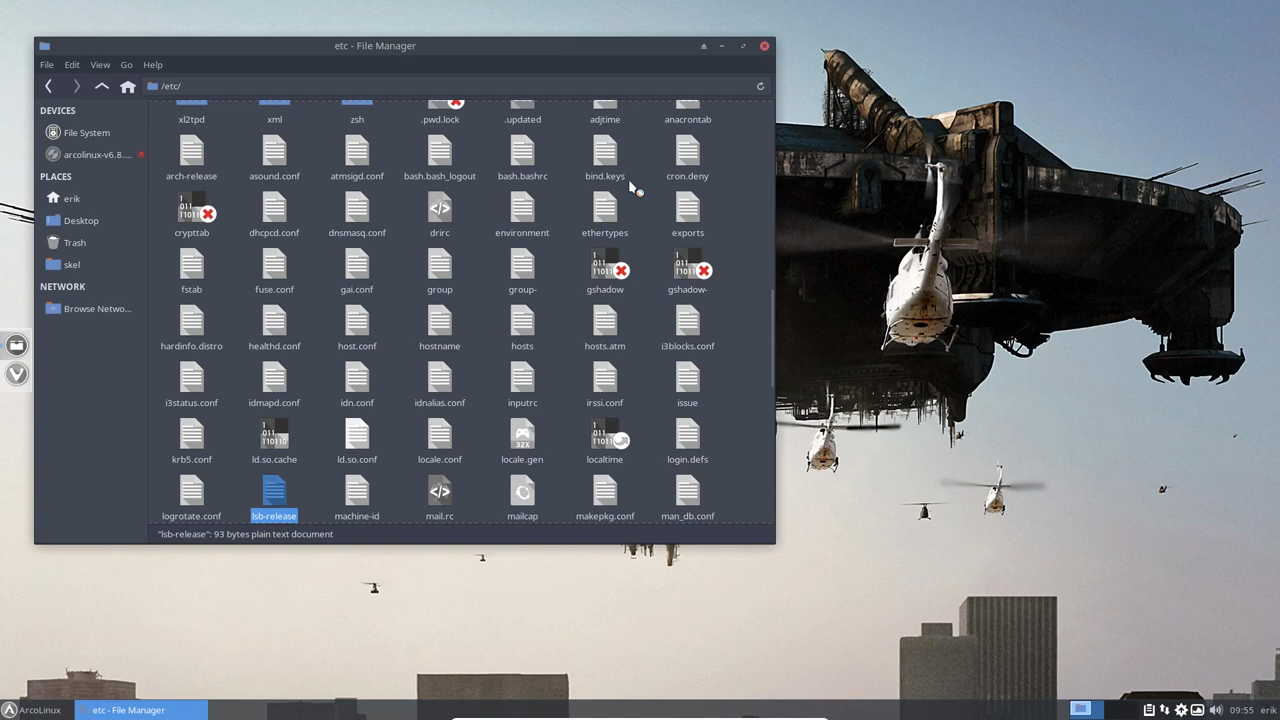 etc - File Manager
File Edit View Go Help
/etc/
DEVICES
File System
arcolinux-v6.8....
PLACES
erik
Desktop
Trash
skel
NETWORK
Browse Netwo...
xl2tpd xml zsh .pwd.lock .updated adjtime anacrontab
arch-release asound.conf atmsigd.conf bash.bash_logout bash.bashrc bind.keys cron.deny
crypttab dhcpcd.conf dnsmasq.conf drirc environment ethertypes exports
fstab fuse.conf gai.conf group group- gshadow gshadow-
hardinfo.distro healthd.conf host.conf hostname hosts hosts.atm i3blocks.conf
i3status.conf idmapd.conf idn.conf idnalias.conf inputrc irssi.conf issue
krb5.conf ld.so.cache ld.so.conf locale.conf locale.gen localtime login.defs
32X
logrotate.conf lsb-release machine-id mail.rc mailcap makepkg.conf man_db.conf
"lsb-release": 93 bytes plain text document
ArcoLinux etc - File Manager 09:55 erik